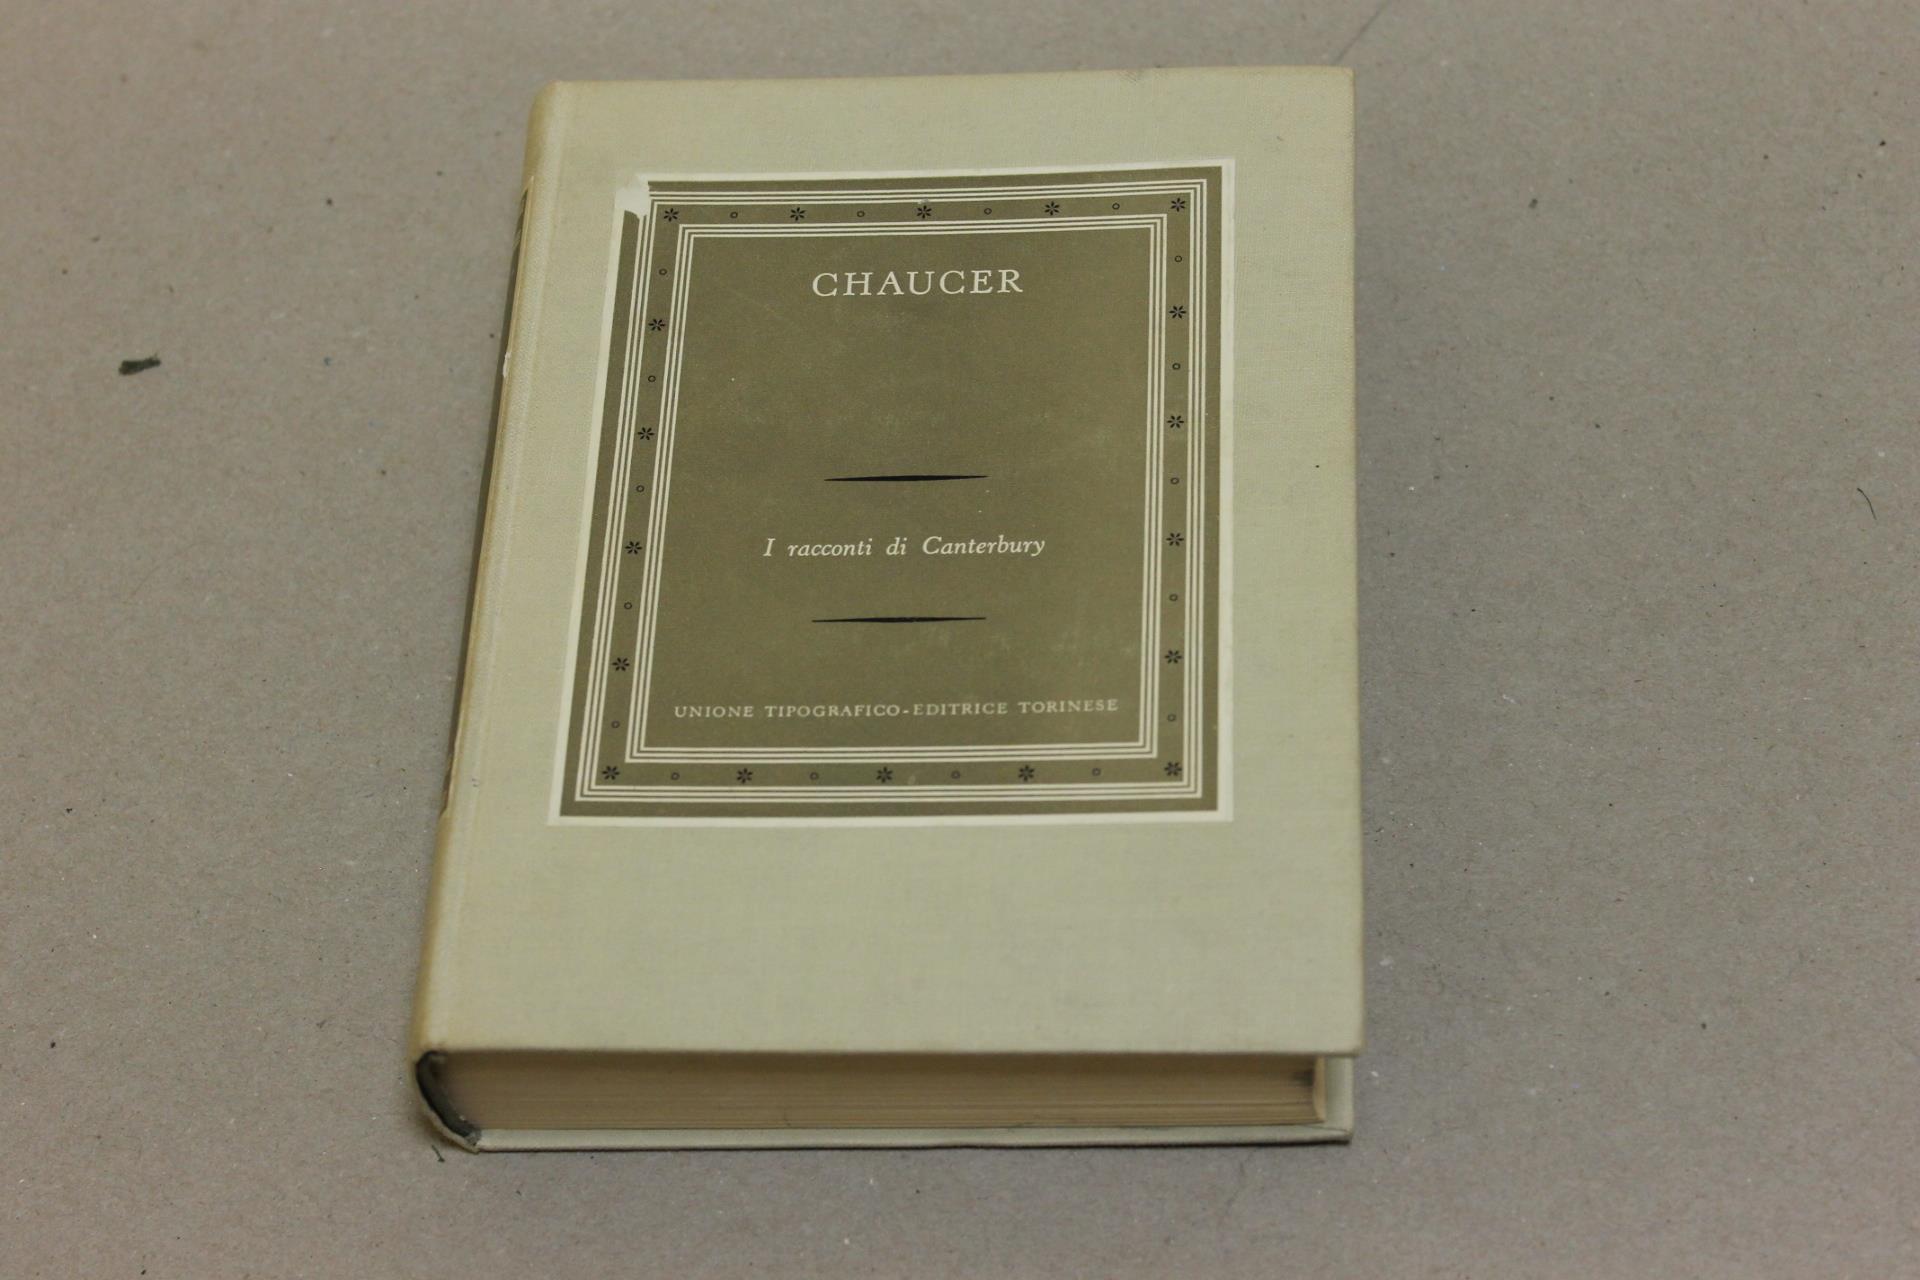 CHAUCER
I racconti di Canterbury
UNIONE TIPOGRAFICO-EDITRICE TORINESE